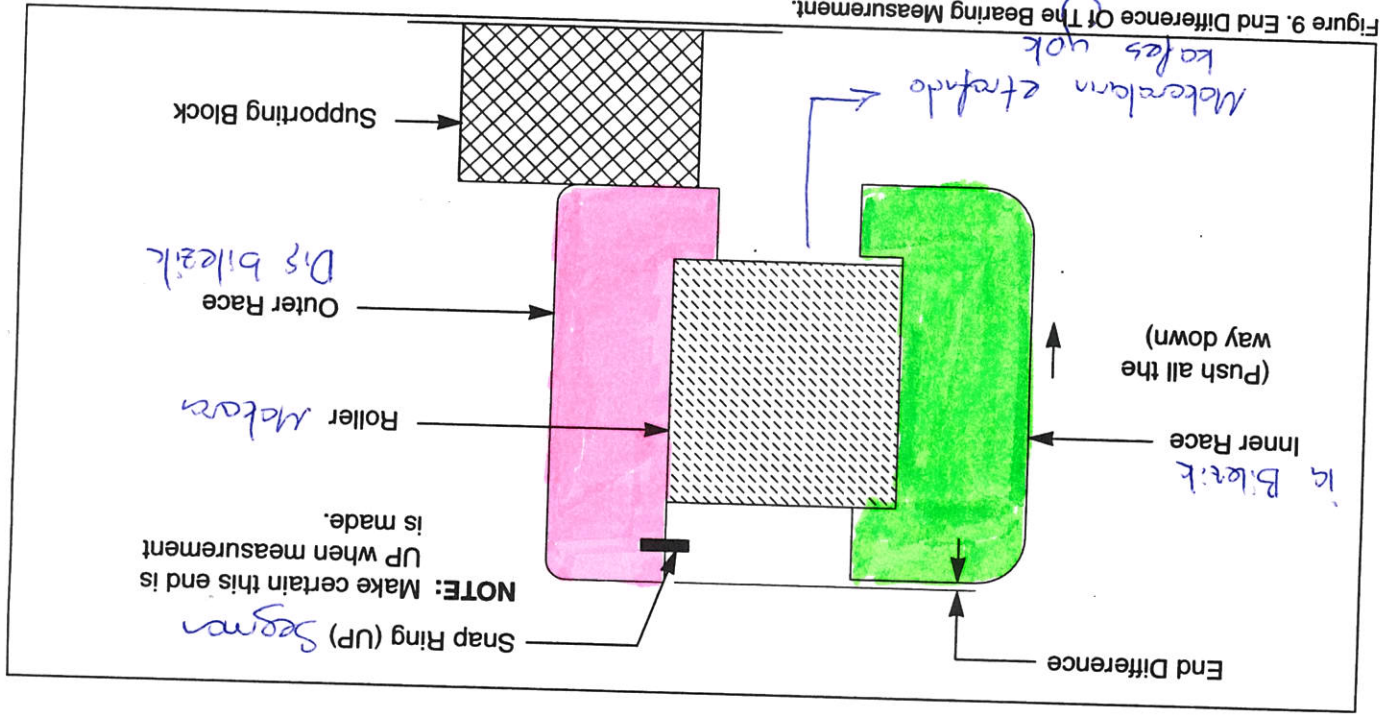 End Difference
Snap Ring (UP) Segman
NOTE: Make certain this end is
UP when measurement
is made.
iç Bilezik
Inner Race
(Push all the
way down)
Roller Makara
Outer Race
Dış bilezik
Supporting Block
Makaraların etrafında
kafes yok
Figure 9. End Difference Of The Bearing Measurement.